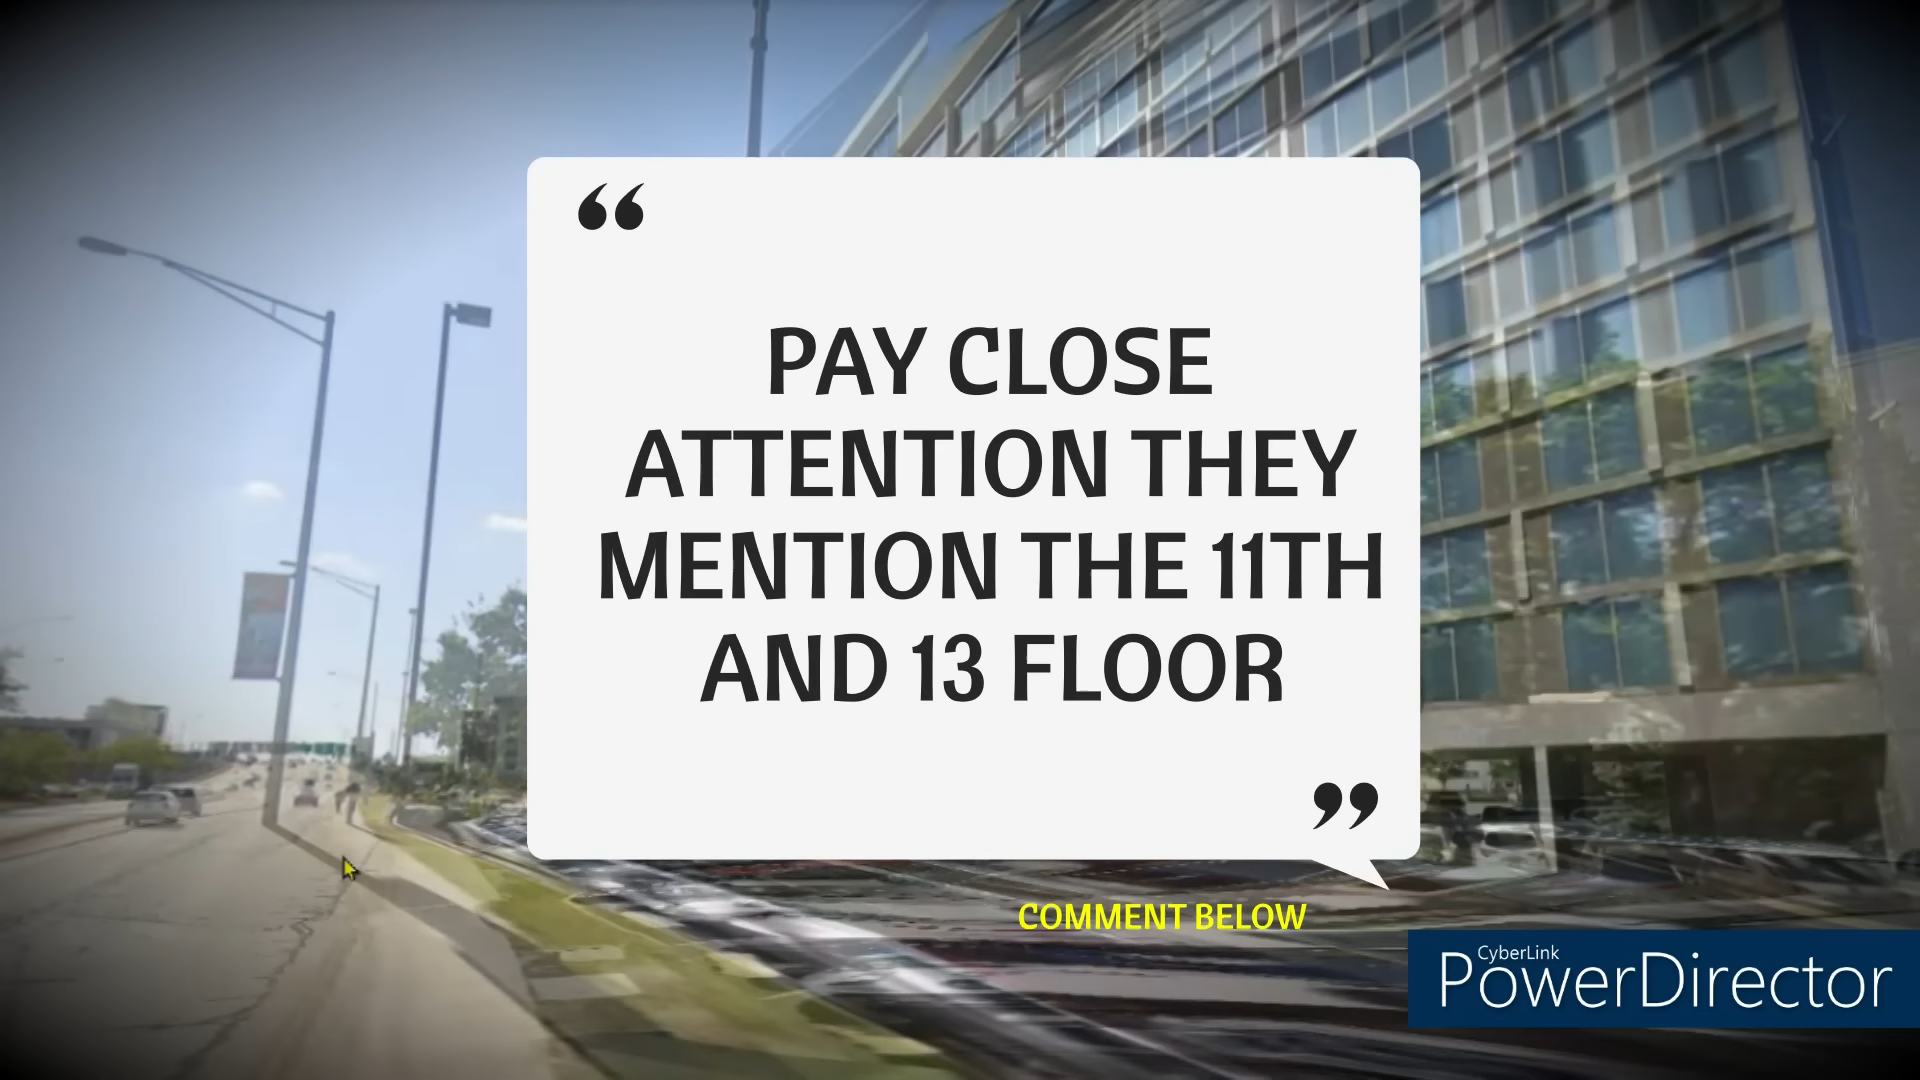 “
PAY CLOSE
ATTENTION THEY
MENTION THE 11TH
AND 13 FLOOR
”
COMMENT BELOW
CyberLink
PowerDirector